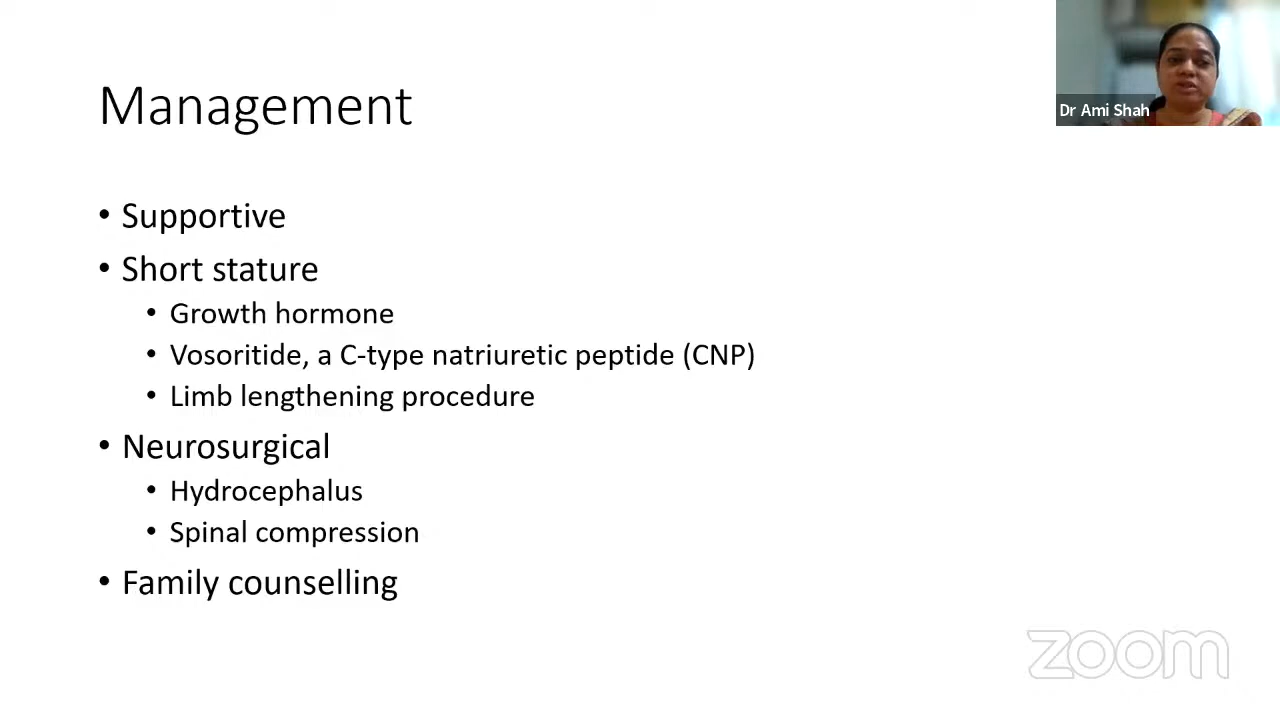 Management
Dr Ami Shah
• Supportive
• Short stature
• Growth hormone
• Vosoritide, a C-type natriuretic peptide (CNP)
• Limb lengthening procedure
• Neurosurgical
• Hydrocephalus
• Spinal compression
• Family counselling
zoom